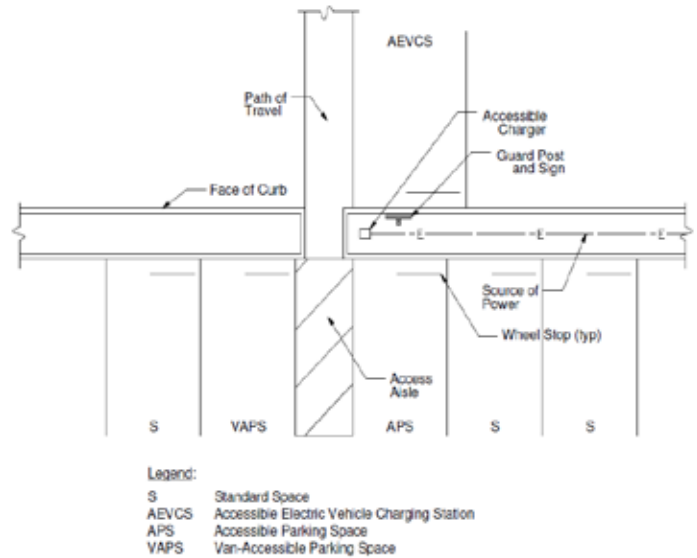 AEVCS
Path of
Travel
Accessible
Charger
Guard Post
and Sign
Face of Curb
E
E
E
Source of
Power
Wheel Stop (typ)
Access
Aisle
S
VAPS
APS
S
S
Legend:
S Standard Space
AEVCS Accessible Electric Vehicle Charging Station
APS Accessible Parking Space
VAPS Van-Accessible Parking Space